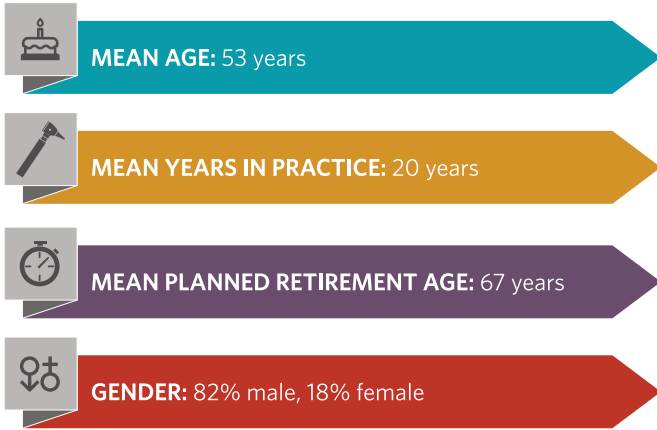 MEAN AGE: 53 years
MEAN YEARS IN PRACTICE: 20 years
MEAN PLANNED RETIREMENT AGE: 67 years
GENDER: 82% male, 18% female